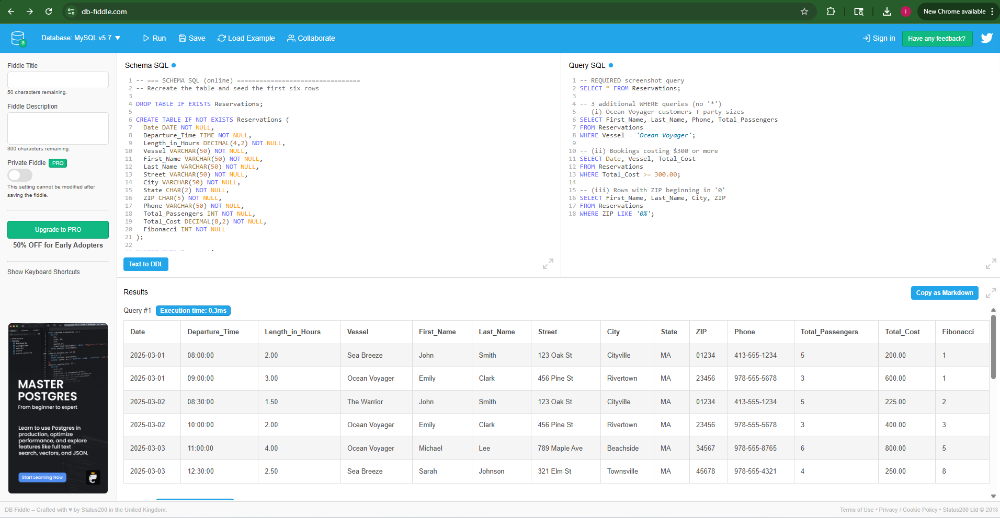 db-fiddle.com
I
New Chrome available
3
Database: MySQL v5.7 ▼
Run
Save
Load Example
Collaborate
Sign in
Have any feedback?
Fiddle Title
50 characters remaining.
Fiddle Description
300 characters remaining.
Private Fiddle PRO
This setting cannot be modified after
saving the fiddle.
Upgrade to PRO
50% OFF for Early Adopters
Show Keyboard Shortcuts
MASTER
POSTGRES
From beginner to expert
Learn to use Postgres in
production, optimize
performance, and explore
features like full text
search, vectors, and JSON.
Start Learning Now
Schema SQL
1 -- === SCHEMA SQL (online) =================================
2 -- Recreate the table and seed the first six rows
3
4 DROP TABLE IF EXISTS Reservations;
5
6 CREATE TABLE IF NOT EXISTS Reservations (
7 Date DATE NOT NULL,
8 Departure_Time TIME NOT NULL,
9 Length_in_Hours DECIMAL(4,2) NOT NULL,
10 Vessel VARCHAR(50) NOT NULL,
11 First_Name VARCHAR(50) NOT NULL,
12 Last_Name VARCHAR(50) NOT NULL,
13 Street VARCHAR(50) NOT NULL,
14 City VARCHAR(50) NOT NULL,
15 State CHAR(2) NOT NULL,
16 ZIP CHAR(5) NOT NULL,
17 Phone VARCHAR(50) NOT NULL,
18 Total_Passengers INT NOT NULL,
19 Total_Cost DECIMAL(8,2) NOT NULL,
20 Fibonacci INT NOT NULL
21 );
22
Text to DDL
Query SQL
1 -- REQUIRED screenshot query
2 SELECT * FROM Reservations;
3
4 -- 3 additional WHERE queries (no '*')
5 -- (i) Ocean Voyager customers + party sizes
6 SELECT First_Name, Last_Name, Phone, Total_Passengers
7 FROM Reservations
8 WHERE Vessel = 'Ocean Voyager';
9
10 -- (ii) Bookings costing $300 or more
11 SELECT Date, Vessel, Total_Cost
12 FROM Reservations
13 WHERE Total_Cost >= 300.00;
14
15 -- (iii) Rows with ZIP beginning in '0'
16 SELECT First_Name, Last_Name, City, ZIP
17 FROM Reservations
18 WHERE ZIP LIKE '0%';
Results
Copy as Markdown
Query #1 Execution time: 0.3ms
Date Departure_Time Length_in_Hours Vessel First_Name Last_Name Street City State ZIP Phone Total_Passengers Total_Cost Fibonacci
2025-03-01 08:00:00 2.00 Sea Breeze John Smith 123 Oak St Cityville MA 01234 413-555-1234 5 200.00 1
2025-03-01 09:00:00 3.00 Ocean Voyager Emily Clark 456 Pine St Rivertown MA 23456 978-555-5678 3 600.00 1
2025-03-02 08:30:00 1.50 The Warrior John Smith 123 Oak St Cityville MA 01234 413-555-1234 5 225.00 2
2025-03-02 10:00:00 2.00 Ocean Voyager Emily Clark 456 Pine St Rivertown MA 23456 978-555-5678 3 400.00 3
2025-03-03 11:00:00 4.00 Ocean Voyager Michael Lee 789 Maple Ave Beachside MA 34567 978-555-8765 6 800.00 5
2025-03-03 12:30:00 2.50 Sea Breeze Sarah Johnson 321 Elm St Townsville MA 45678 978-555-4321 4 250.00 8
DB Fiddle – Crafted with ♥ by Status200 in the United Kingdom.
Terms of Use • Privacy / Cookie Policy • Status200 Ltd © 2018